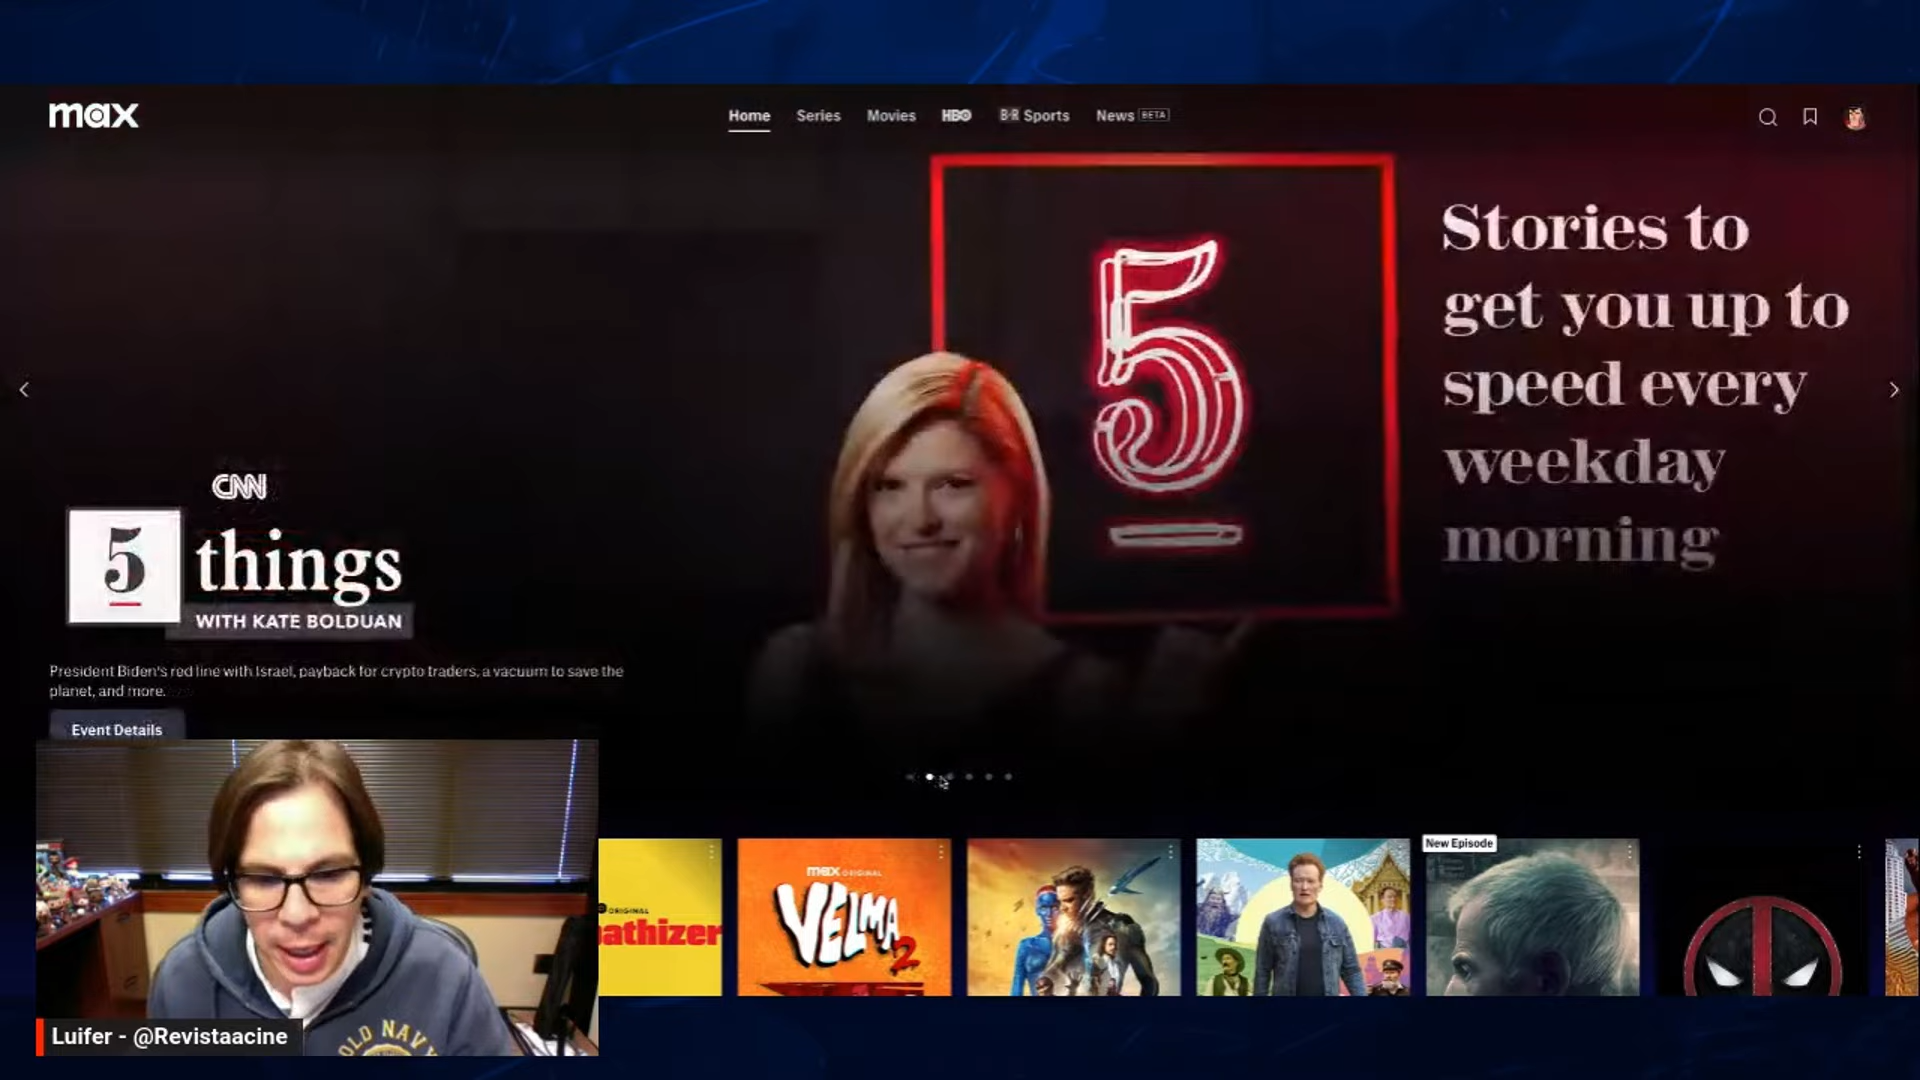 max
Home Series Movies HBO B/R Sports News BETA
Stories to
get you up to
speed every
weekday
morning
5
CNN
5 things
WITH KATE BOLDUAN
President Biden's red line with Israel, payback for crypto traders, a vacuum to save the
planet, and more.
Event Details
ORIGINAL
athizer
max ORIGINAL
VELMA
2
New Episode
OLD NAVY
Luifer - @Revistaacine